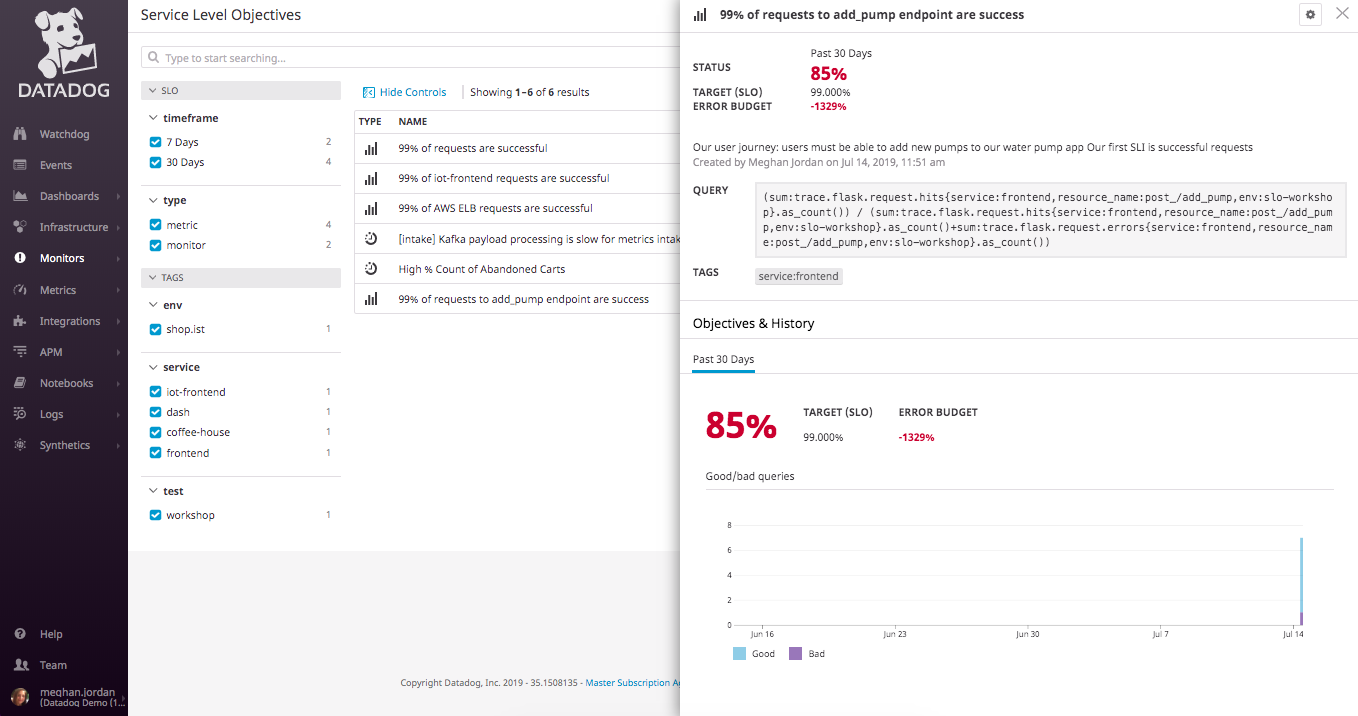 DATADOG
Watchdog
Events
Dashboards
Infrastructure
Monitors
Metrics
Integrations
APM
Notebooks
Logs
Synthetics
Help
Team
meghan.jordan
(Datadog Demo (1...
Service Level Objectives
Type to start searching...
SLO
timeframe
7 Days 2
30 Days 4
type
metric 4
monitor 2
TAGS
env
shop.ist 1
service
iot-frontend 1
dash 1
coffee-house 1
frontend 1
test
workshop 1
Hide Controls Showing 1–6 of 6 results
TYPE NAME
99% of requests are successful
99% of iot-frontend requests are successful
99% of AWS ELB requests are successful
[intake] Kafka payload processing is slow for metrics intak
High % Count of Abandoned Carts
99% of requests to add_pump endpoint are success
Copyright Datadog, Inc. 2019 - 35.1508135 - Master Subscription Ag
99% of requests to add_pump endpoint are success
Past 30 Days
STATUS 85%
TARGET (SLO) 99.000%
ERROR BUDGET -1329%
Our user journey: users must be able to add new pumps to our water pump app Our first SLI is successful requests
Created by Meghan Jordan on Jul 14, 2019, 11:51 am
QUERY
(sum:trace.flask.request.hits{service:frontend,resource_name:post_/add_pump,env:slo-worksho
p}.as_count()) / (sum:trace.flask.request.hits{service:frontend,resource_name:post_/add_pum
p,env:slo-workshop}.as_count()+sum:trace.flask.request.errors{service:frontend,resource_nam
e:post_/add_pump,env:slo-workshop}.as_count())
TAGS service:frontend
Objectives & History
Past 30 Days
85%
TARGET (SLO) ERROR BUDGET
99.000% -1329%
Good/bad queries
8
6
4
2
0
Jun 16 Jun 23 Jun 30 Jul 7 Jul 14
Good Bad